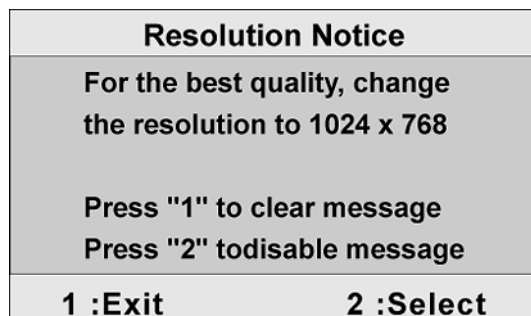 Resolution Notice
For the best quality, change
the resolution to 1024 x 768
Press "1" to clear message
Press "2" todisable message
1 :Exit 2 :Select